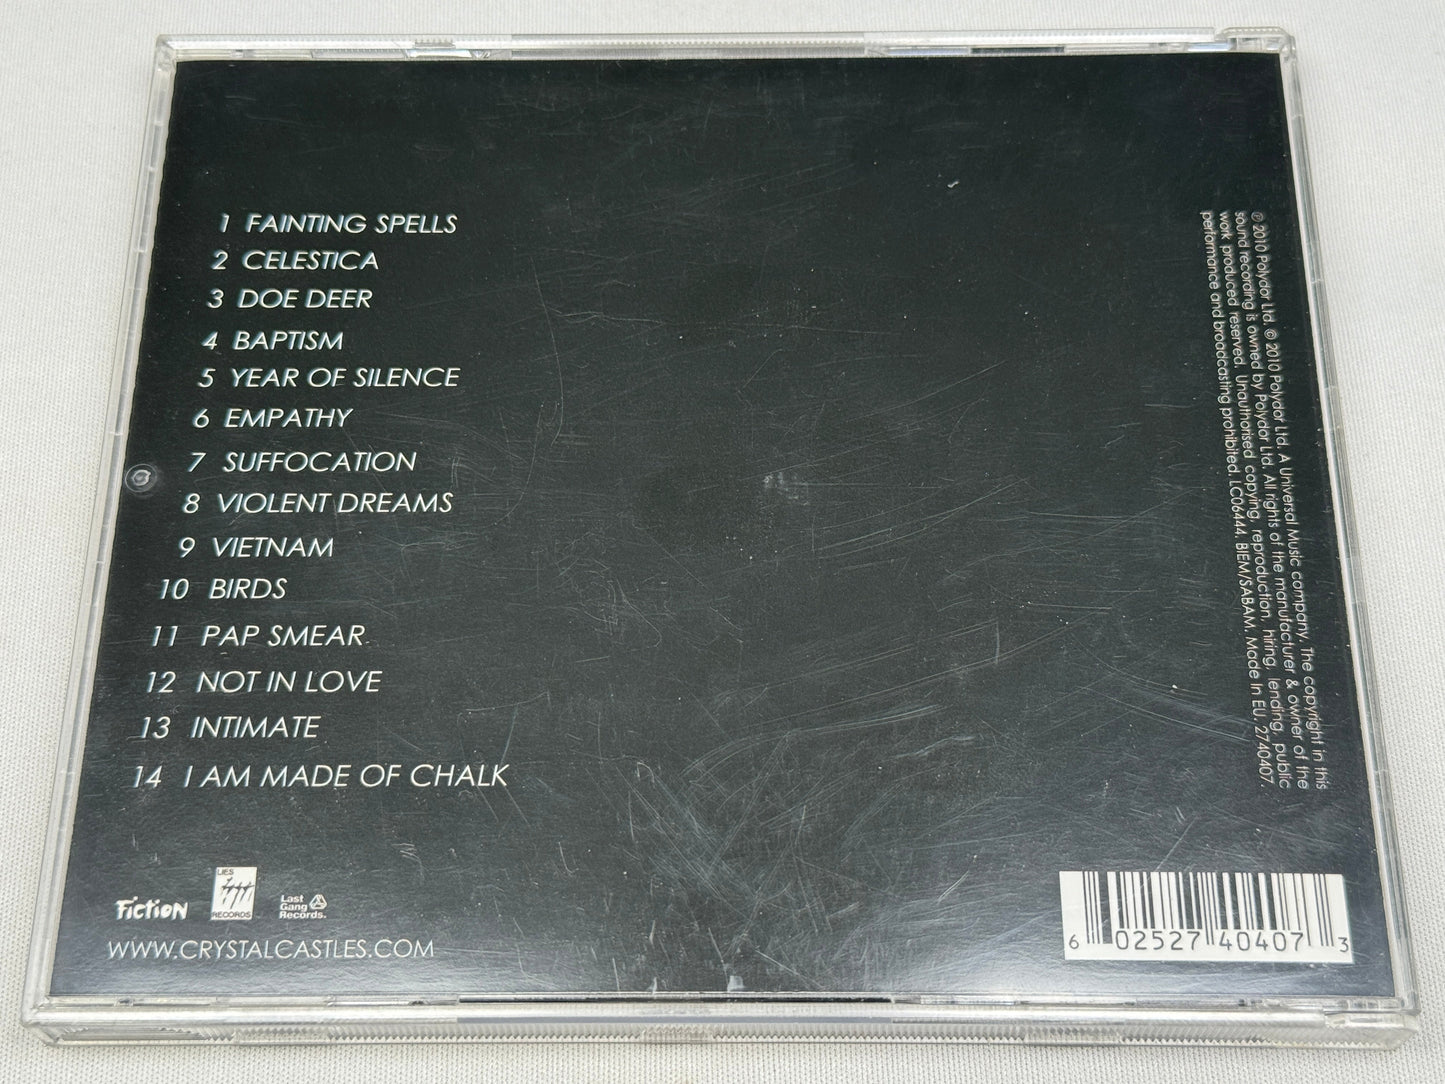 1 FAINTING SPELLS
2 CELESTICA
3 DOE DEER
4 BAPTISM
5 YEAR OF SILENCE
6 EMPATHY
7 SUFFOCATION
8 VIOLENT DREAMS
9 VIETNAM
10 BIRDS
11 PAP SMEAR
12 NOT IN LOVE
13 INTIMATE
14 I AM MADE OF CHALK
FICTION
LIES
RECORDS
Last
Gang
Records.
WWW.CRYSTALCASTLES.COM
℗ 2010 Polydor Ltd. © 2010 Polydor Ltd. A Universal Music company. The copyright in this
sound recording is owned by Polydor Ltd. All rights of the manufacturer & owner of the
work produced reserved. Unauthorised copying, reproduction, hiring, lending, public
performance and broadcasting prohibited. LC06444. BIEM/SABAM. Made In EU. 2740407.
6 02527 40407 3